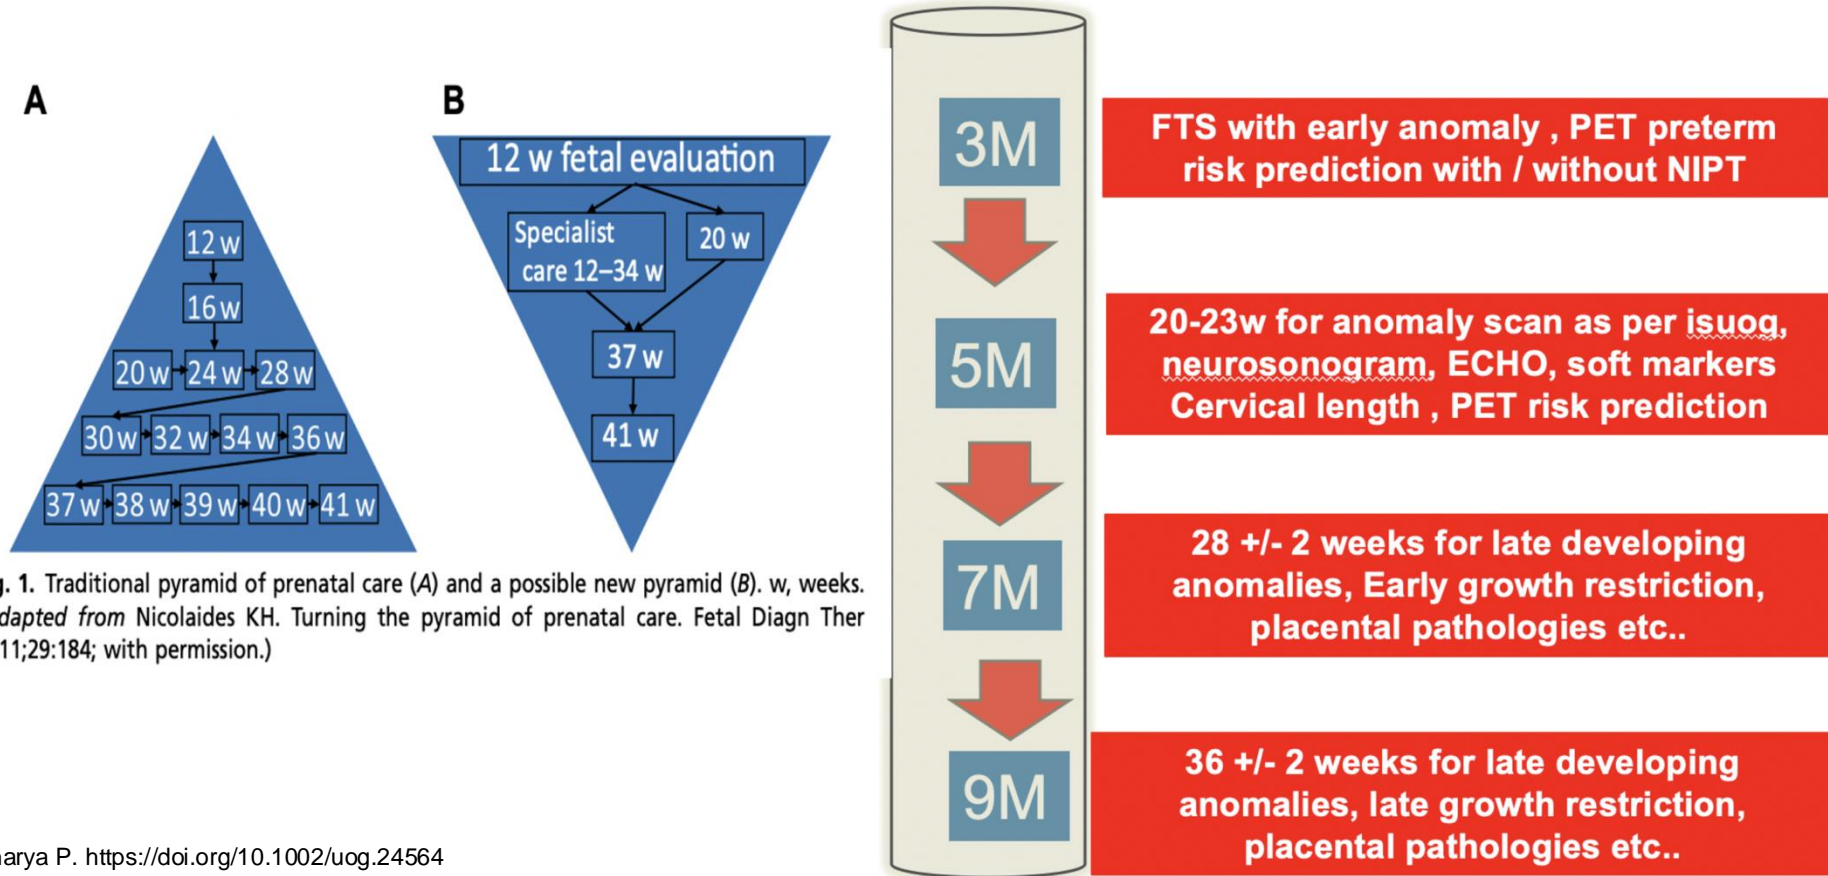 A
12 w
16 w
20 w 24 w 28 w
30 w 32 w 34 w 36 w
37 w 38 w 39 w 40 w 41 w
B
12 w fetal evaluation
Specialist
care 12–34 w
20 w
37 w
41 w
1. Traditional pyramid of prenatal care (A) and a possible new pyramid (B). w, weeks.
from Nicolaides KH. Turning the pyramid of prenatal care. Fetal Diagn Ther
11;29:184; with permission.)
P. https://doi.org/10.1002/uog.24564
3M
FTS with early anomaly , PET preterm
risk prediction with / without NIPT
5M
20-23w for anomaly scan as per isuog,
neurosonogram, ECHO, soft markers
Cervical length , PET risk prediction
7M
28 +/- 2 weeks for late developing
anomalies, Early growth restriction,
placental pathologies etc..
9M
36 +/- 2 weeks for late developing
anomalies, late growth restriction,
placental pathologies etc..